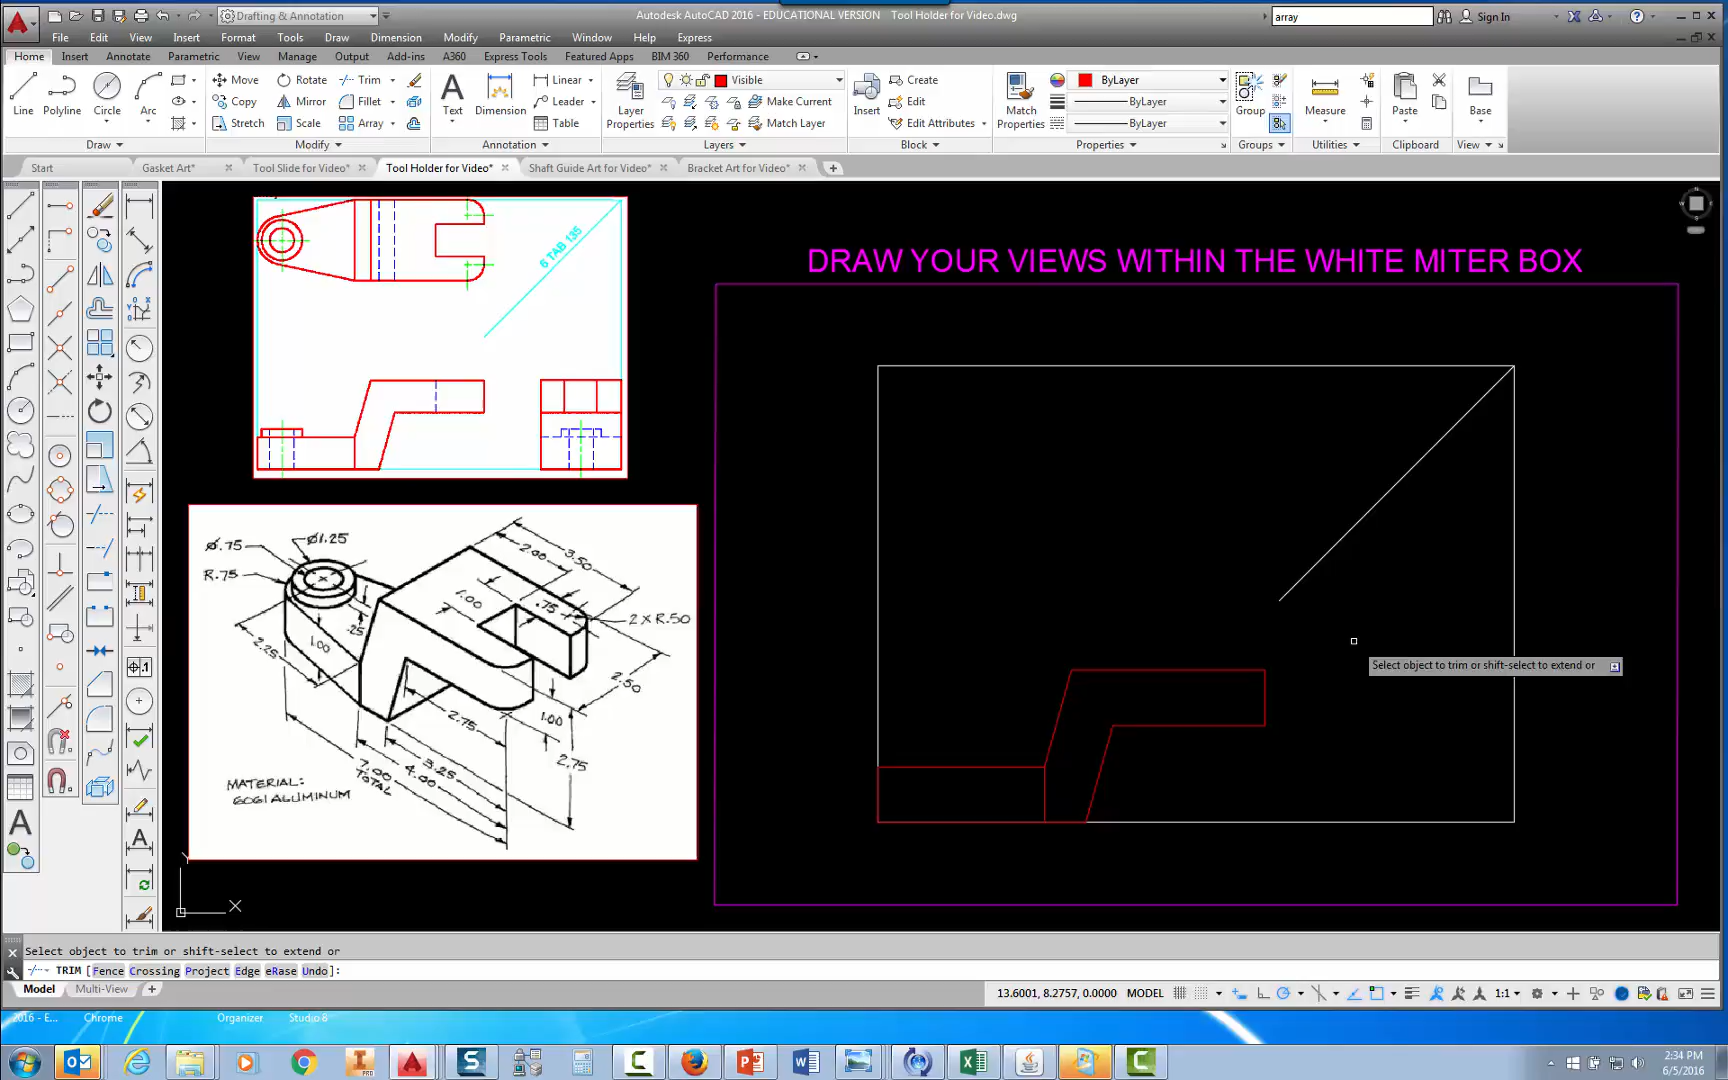 Drafting & Annotation
Autodesk AutoCAD 2016 - EDUCATIONAL VERSION    Tool Holder for Video.dwg
array
Sign In
File Edit View Insert Format Tools Draw Dimension Modify Parametric Window Help Express
Home Insert Annotate Parametric View Manage Output Add-ins A360 Express Tools Featured Apps BIM 360 Performance
Line Polyline Circle Arc
Move Rotate Trim
Copy Mirror Fillet
Stretch Scale Array
Text Dimension
Linear
Leader
Table
Layer Properties
Visible
Make Current
Match Layer
Insert
Create
Edit
Edit Attributes
Match Properties
ByLayer
ByLayer
ByLayer
Group
Measure
Paste
Base
Draw Modify Annotation Layers Block Properties Groups Utilities Clipboard View
Start Gasket Art* Tool Slide for Video* Tool Holder for Video* Shaft Guide Art for Video* Bracket Art for Video*
6 TAB 135
DRAW YOUR VIEWS WITHIN THE WHITE MITER BOX
Ø.75
Ø1.25
R.75
2.00
3.50
1.00
.75
2 X R.50
.25
1.00
2.25
2.50
2.75
1.00
2.75
3.25
4.00
7.00 TOTAL
MATERIAL:
6061 ALUMINUM
Select object to trim or shift-select to extend or
Y
X
Select object to trim or shift-select to extend or
TRIM [Fence Crossing Project Edge eRase Undo]:
Model Multi-View
13.6001, 8.2757, 0.0000 MODEL
1:1
2016 - E... Chrome Organizer Studio 8
2:34 PM
6/5/2016